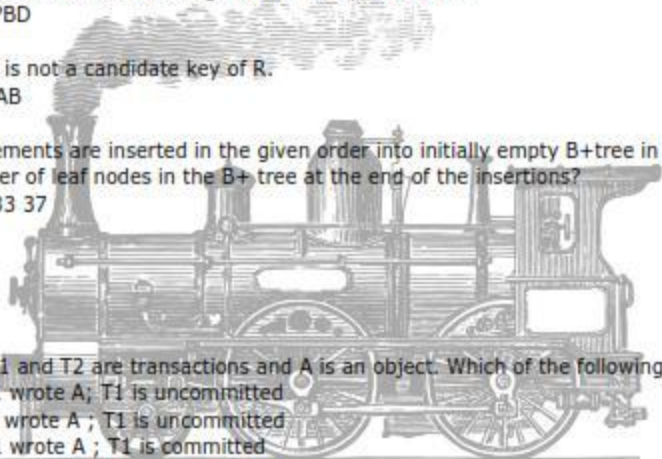 BD
is not a candidate key of R.
AB
ements are inserted in the given order into initially empty B+tree in
er of leaf nodes in the B+ tree at the end of the insertions?
33 37
1 and T2 are transactions and A is an object. Which of the following
wrote A; T1 is uncommitted
wrote A ; T1 is uncommitted
wrote A ; T1 is committed